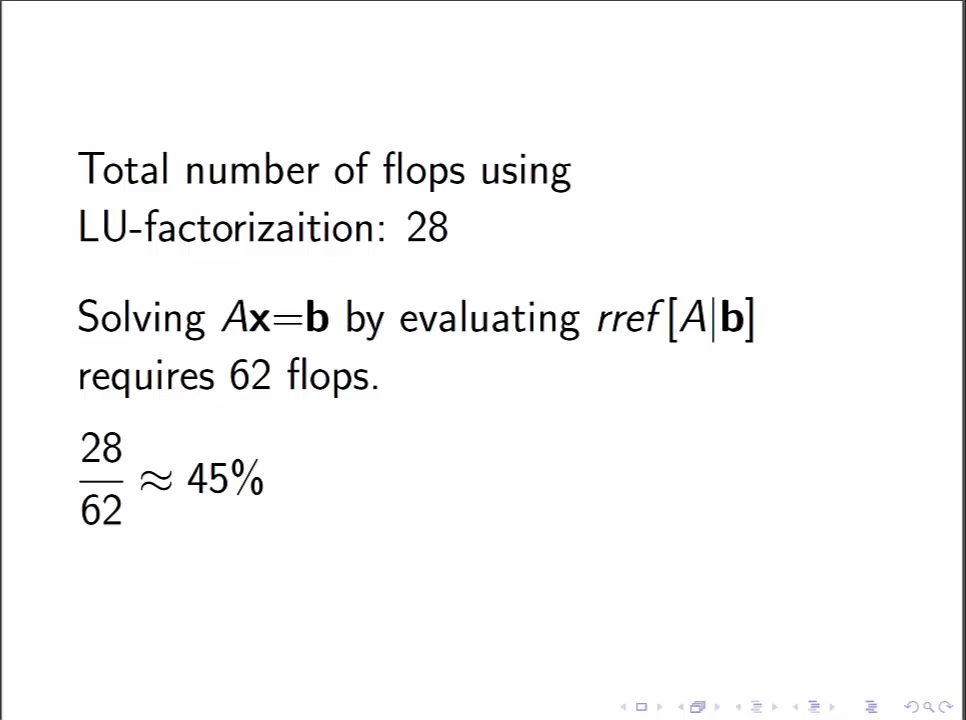 Total number of flops using
LU-factorizaition: 28
Solving Ax=b by evaluating rref[A|b]
requires 62 flops.
28
62
≈ 45%